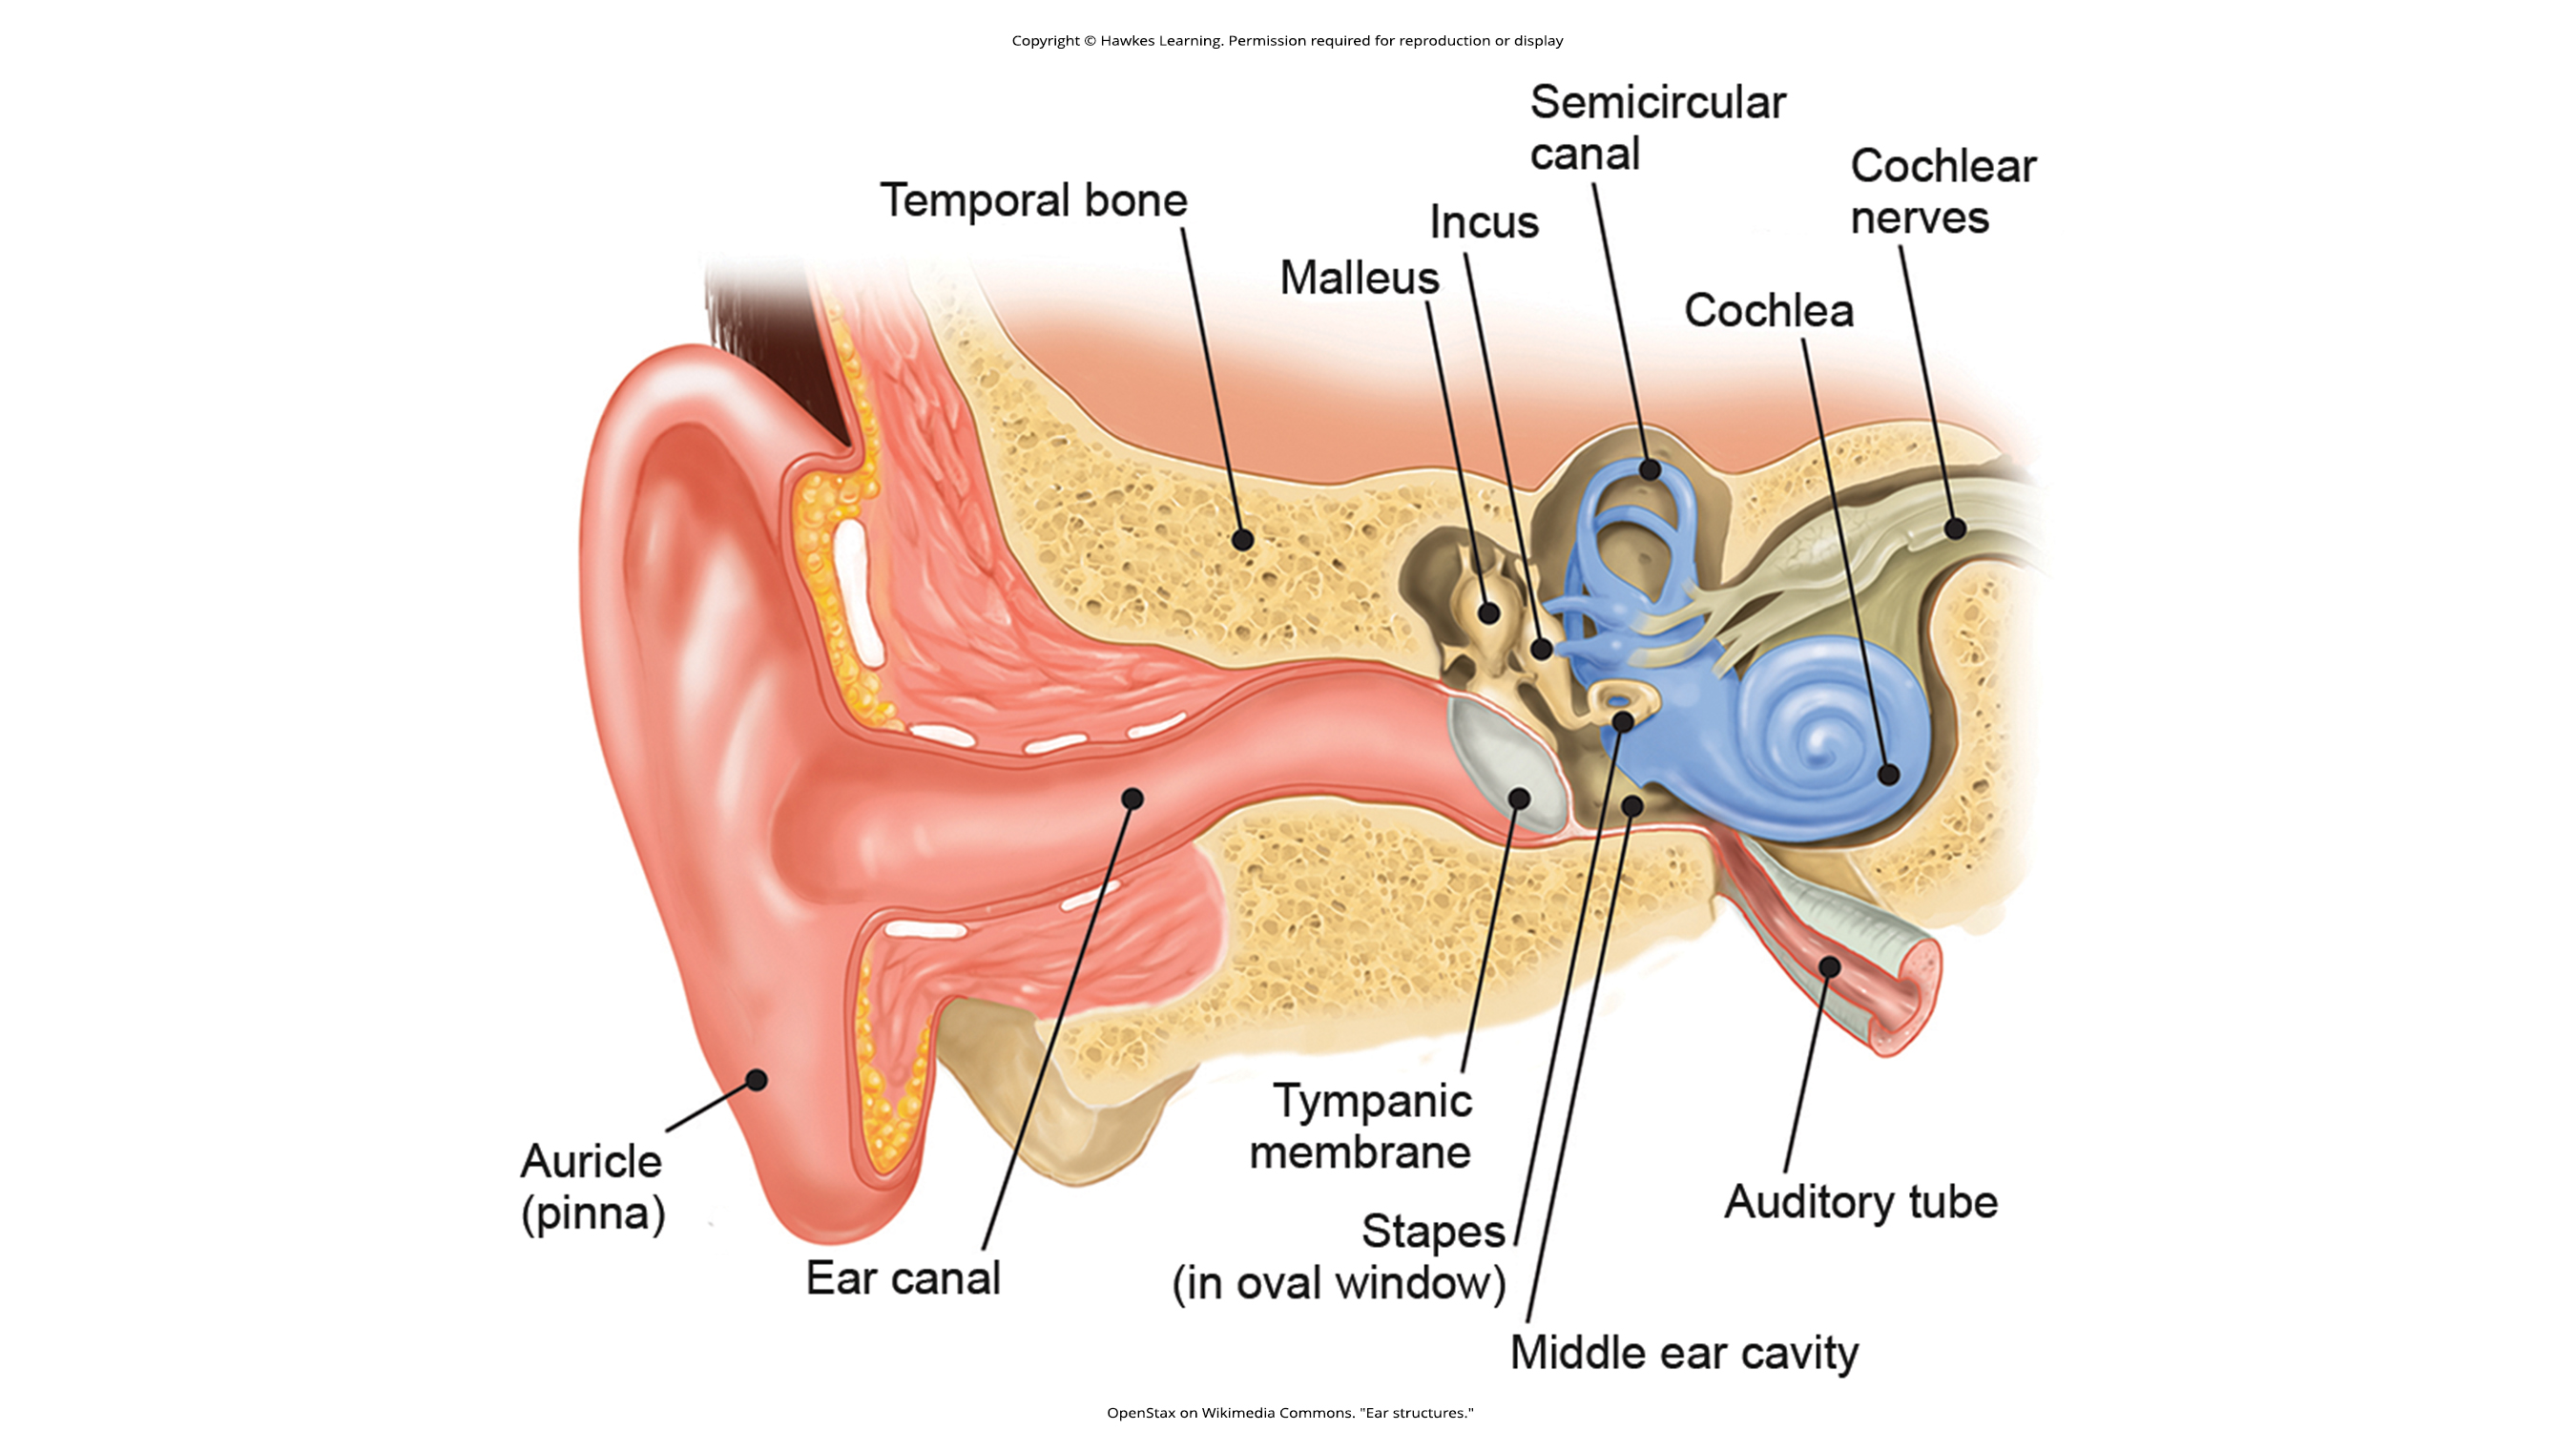 Copyright © Hawkes Learning. Permission required for reproduction or display
Semicircular
canal
Cochlear
nerves
Temporal bone
Incus
Malleus
Cochlea
Tympanic
membrane
Auricle
(pinna)
Auditory tube
Stapes
(in oval window)
Ear canal
Middle ear cavity
OpenStax on Wikimedia Commons. "Ear structures."